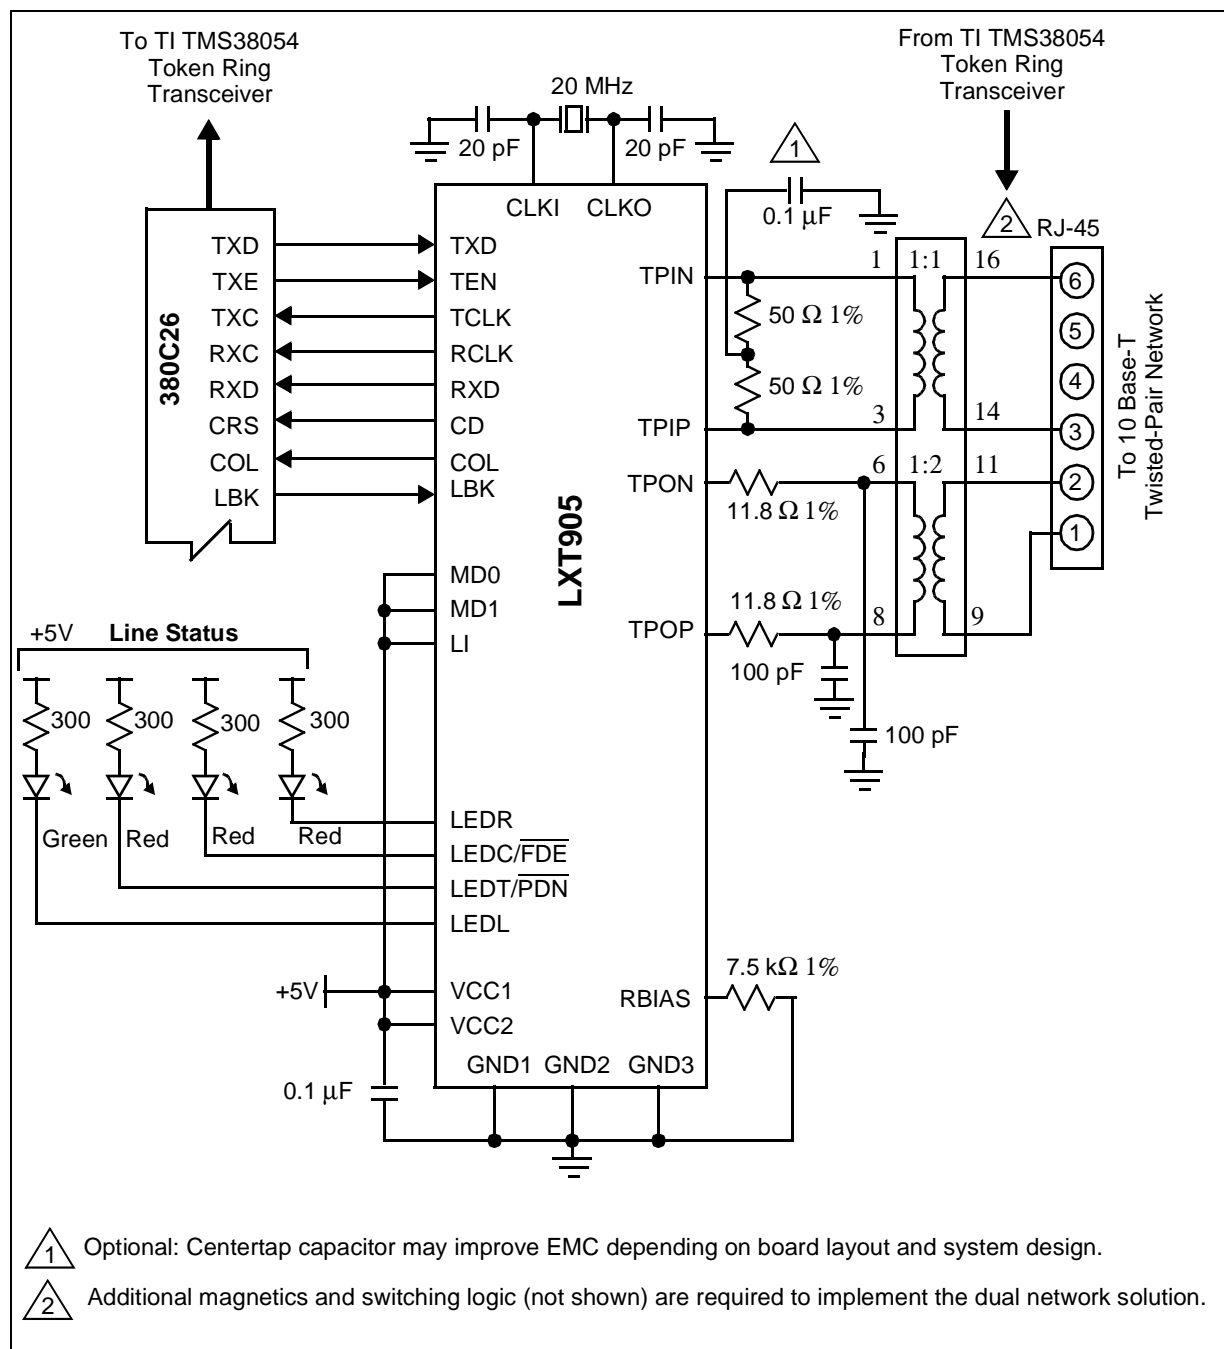 To TI TMS38054
Token Ring
Transceiver
From TI TMS38054
Token Ring
Transceiver
20 MHz
20 pF
20 pF
1
0.1 µF
2
RJ-45
CLKI
CLKO
380C26
TXD
TXE
TXC
RXC
RXD
CRS
COL
LBK
LXT905
TXD
TEN
TCLK
RCLK
RXD
CD
COL
LBK
MD0
MD1
LI
LEDR
LEDC/F̅D̅E̅
LEDT/P̅D̅N̅
LEDL
VCC1
VCC2
GND1
GND2
GND3
TPIN
TPIP
TPON
TPOP
RBIAS
50 Ω 1%
50 Ω 1%
11.8 Ω 1%
11.8 Ω 1%
100 pF
100 pF
7.5 kΩ 1%
1
1:1
16
3
14
6
1:2
11
8
9
6
5
4
3
2
1
To 10 Base-T
Twisted-Pair Network
+5V
Line Status
300
300
300
300
Green
Red
Red
Red
+5V
0.1 µF
1 Optional: Centertap capacitor may improve EMC depending on board layout and system design.
2 Additional magnetics and switching logic (not shown) are required to implement the dual network solution.